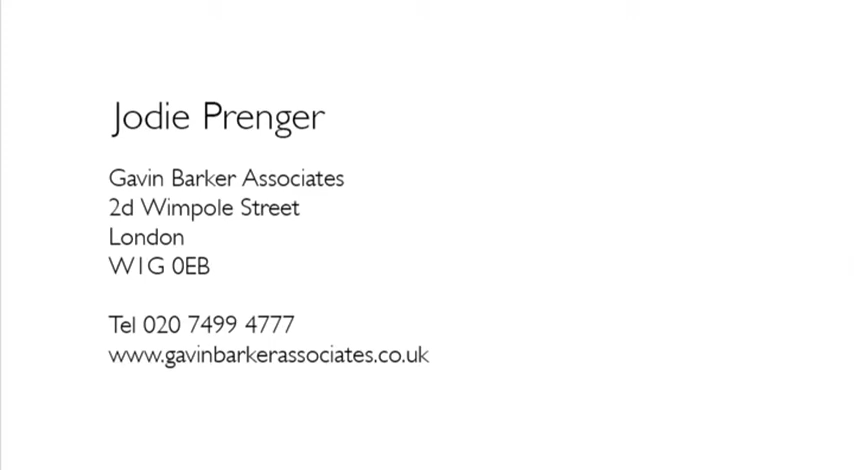 Jodie Prenger
Gavin Barker Associates
2d Wimpole Street
London
W1G 0EB
Tel 020 7499 4777
www.gavinbarkerassociates.co.uk